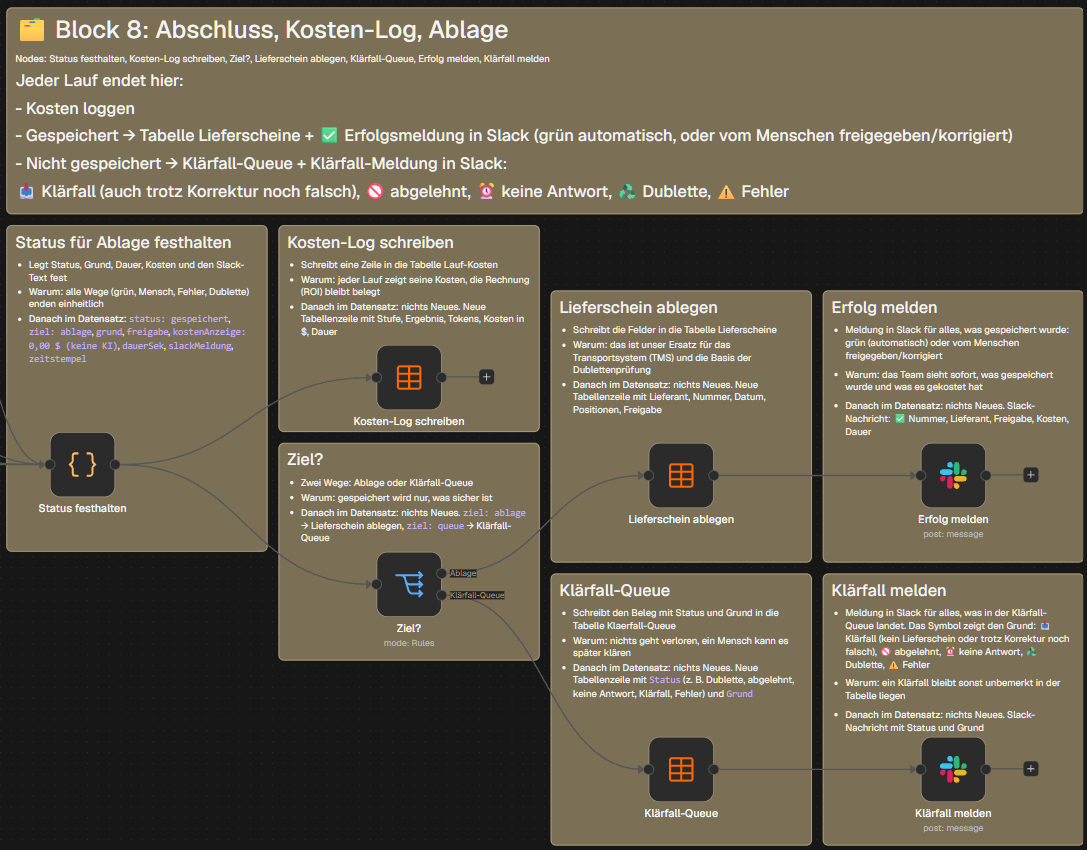 🗂️ Block 8: Abschluss, Kosten-Log, Ablage
Nodes: Status festhalten, Kosten-Log schreiben, Ziel?, Lieferschein ablegen, Klärfall-Queue, Erfolg melden, Klärfall melden
Jeder Lauf endet hier:
- Kosten loggen
- Gespeichert → Tabelle Lieferscheine + ✅ Erfolgsmeldung in Slack (grün automatisch, oder vom Menschen freigegeben/korrigiert)
- Nicht gespeichert → Klärfall-Queue + Klärfall-Meldung in Slack:
📥 Klärfall (auch trotz Korrektur noch falsch), 🚫 abgelehnt, ⏰ keine Antwort, ♻️ Dublette, ⚠️ Fehler
Status für Ablage festhalten
• Legt Status, Grund, Dauer, Kosten und den Slack-
Text fest
• Warum: alle Wege (grün, Mensch, Fehler, Dublette)
enden einheitlich
• Danach im Datensatz: status: gespeichert,
ziel: ablage, grund, freigabe, kostenAnzeige:
0,00 $ (keine KI), dauerSek, slackMeldung,
zeitstempel
Status festhalten
Kosten-Log schreiben
• Schreibt eine Zeile in die Tabelle Lauf-Kosten
• Warum: jeder Lauf zeigt seine Kosten, die Rechnung
(ROI) bleibt belegt
• Danach im Datensatz: nichts Neues. Neue
Tabellenzeile mit Stufe, Ergebnis, Tokens, Kosten in
$, Dauer
Kosten-Log schreiben
Ziel?
• Zwei Wege: Ablage oder Klärfall-Queue
• Warum: gespeichert wird nur, was sicher ist
• Danach im Datensatz: nichts Neues. ziel: ablage
→ Lieferschein ablegen, ziel: queue → Klärfall-
Queue
Ablage
Klärfall-Queue
Ziel?
mode: Rules
Lieferschein ablegen
• Schreibt die Felder in die Tabelle Lieferscheine
• Warum: das ist unser Ersatz für das
Transportsystem (TMS) und die Basis der
Dublettenprüfung
• Danach im Datensatz: nichts Neues. Neue
Tabellenzeile mit Lieferant, Nummer, Datum,
Positionen, Freigabe
Lieferschein ablegen
Erfolg melden
• Meldung in Slack für alles, was gespeichert wurde:
grün (automatisch) oder vom Menschen
freigegeben/korrigiert
• Warum: das Team sieht sofort, was gespeichert
wurde und was es gekostet hat
• Danach im Datensatz: nichts Neues. Slack-
Nachricht: ✅ Nummer, Lieferant, Freigabe, Kosten,
Dauer
Erfolg melden
post: message
Klärfall-Queue
• Schreibt den Beleg mit Status und Grund in die
Tabelle Klaerfall-Queue
• Warum: nichts geht verloren, ein Mensch kann es
später klären
• Danach im Datensatz: nichts Neues. Neue
Tabellenzeile mit Status (z. B. Dublette, abgelehnt,
keine Antwort, Klärfall, Fehler) und Grund
Klärfall-Queue
Klärfall melden
• Meldung in Slack für alles, was in der Klärfall-
Queue landet. Das Symbol zeigt den Grund: 📥
Klärfall (kein Lieferschein oder trotz Korrektur noch
falsch), 🚫 abgelehnt, ⏰ keine Antwort, ♻️
Dublette, ⚠️ Fehler
• Warum: ein Klärfall bleibt sonst unbemerkt in der
Tabelle liegen
• Danach im Datensatz: nichts Neues. Slack-
Nachricht mit Status und Grund
Klärfall melden
post: message